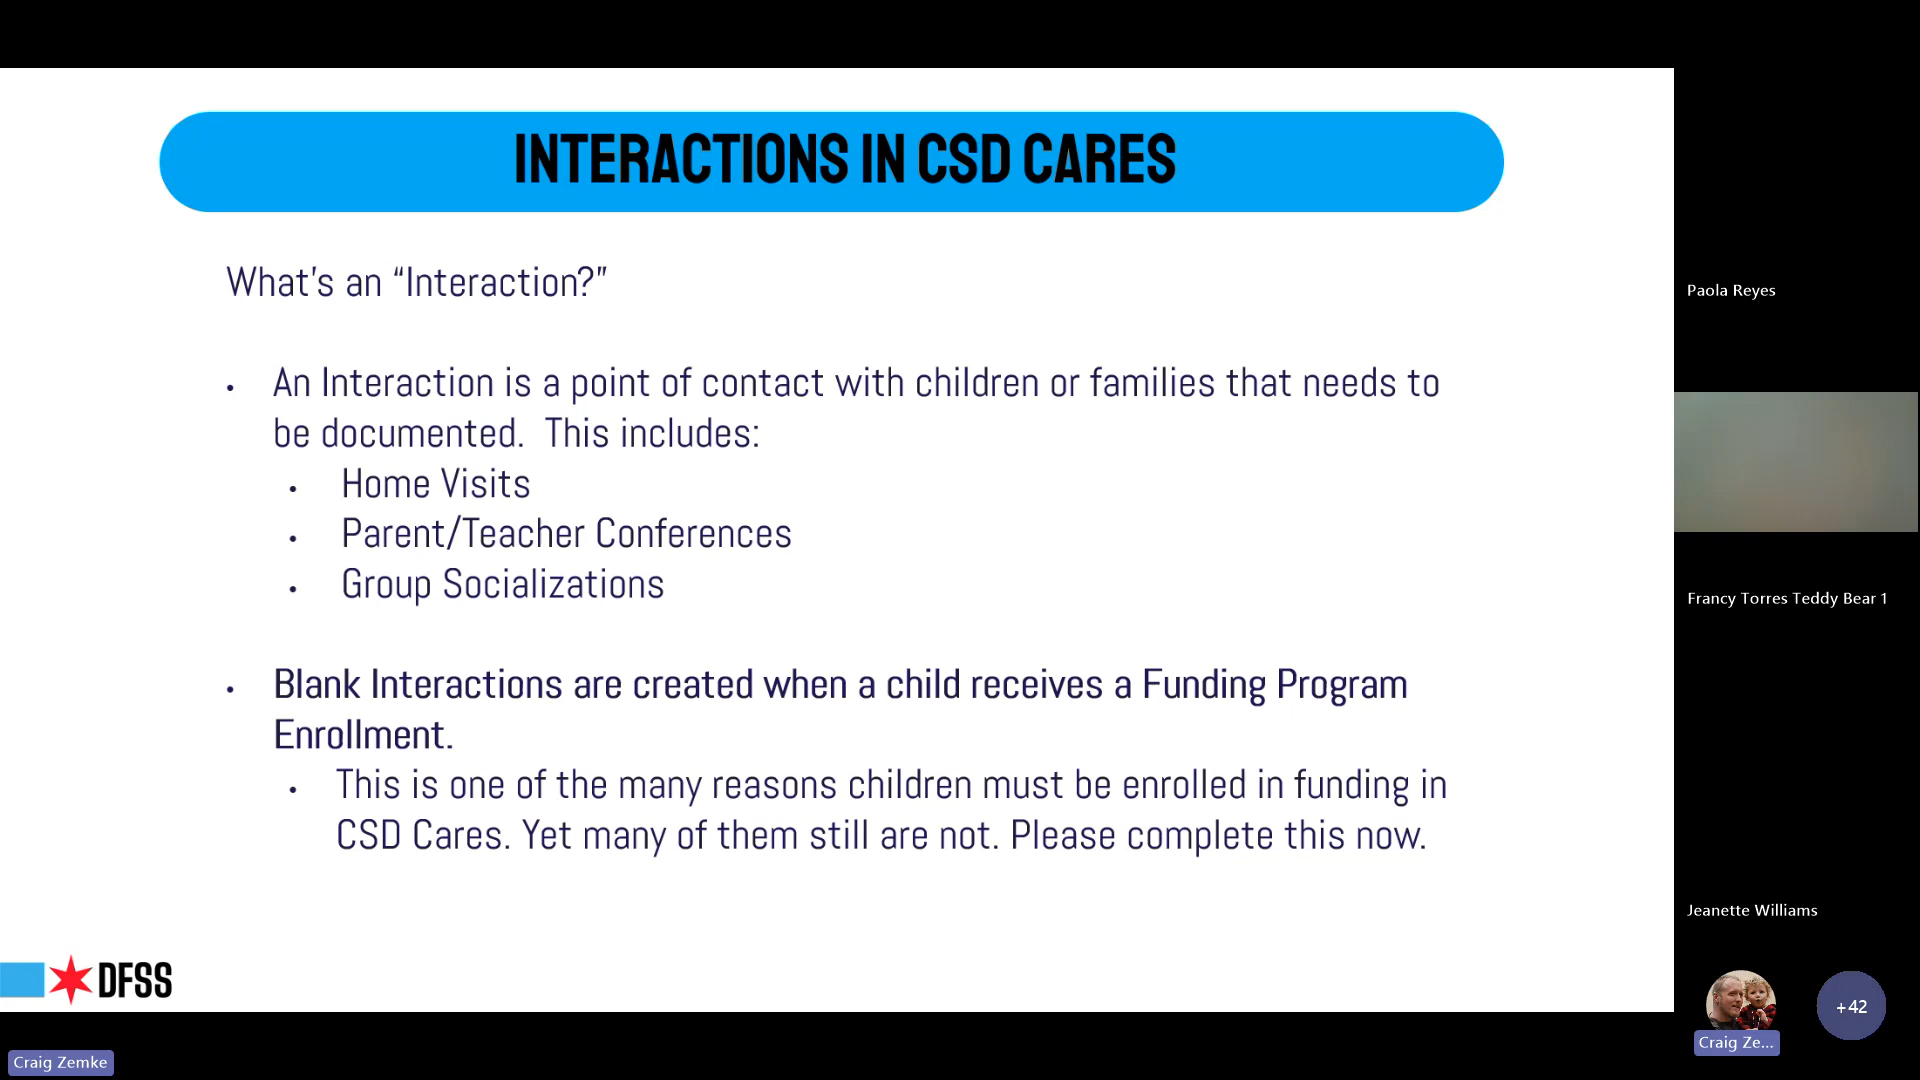 INTERACTIONS IN CSD CARES
What's an “Interaction?”
• An Interaction is a point of contact with children or families that needs to
be documented.  This includes:
• Home Visits
• Parent/Teacher Conferences
• Group Socializations
• Blank Interactions are created when a child receives a Funding Program
Enrollment.
• This is one of the many reasons children must be enrolled in funding in
CSD Cares. Yet many of them still are not. Please complete this now.
DFSS
Craig Zemke
Paola Reyes
Francy Torres Teddy Bear 1
Jeanette Williams
Craig Ze...
+42